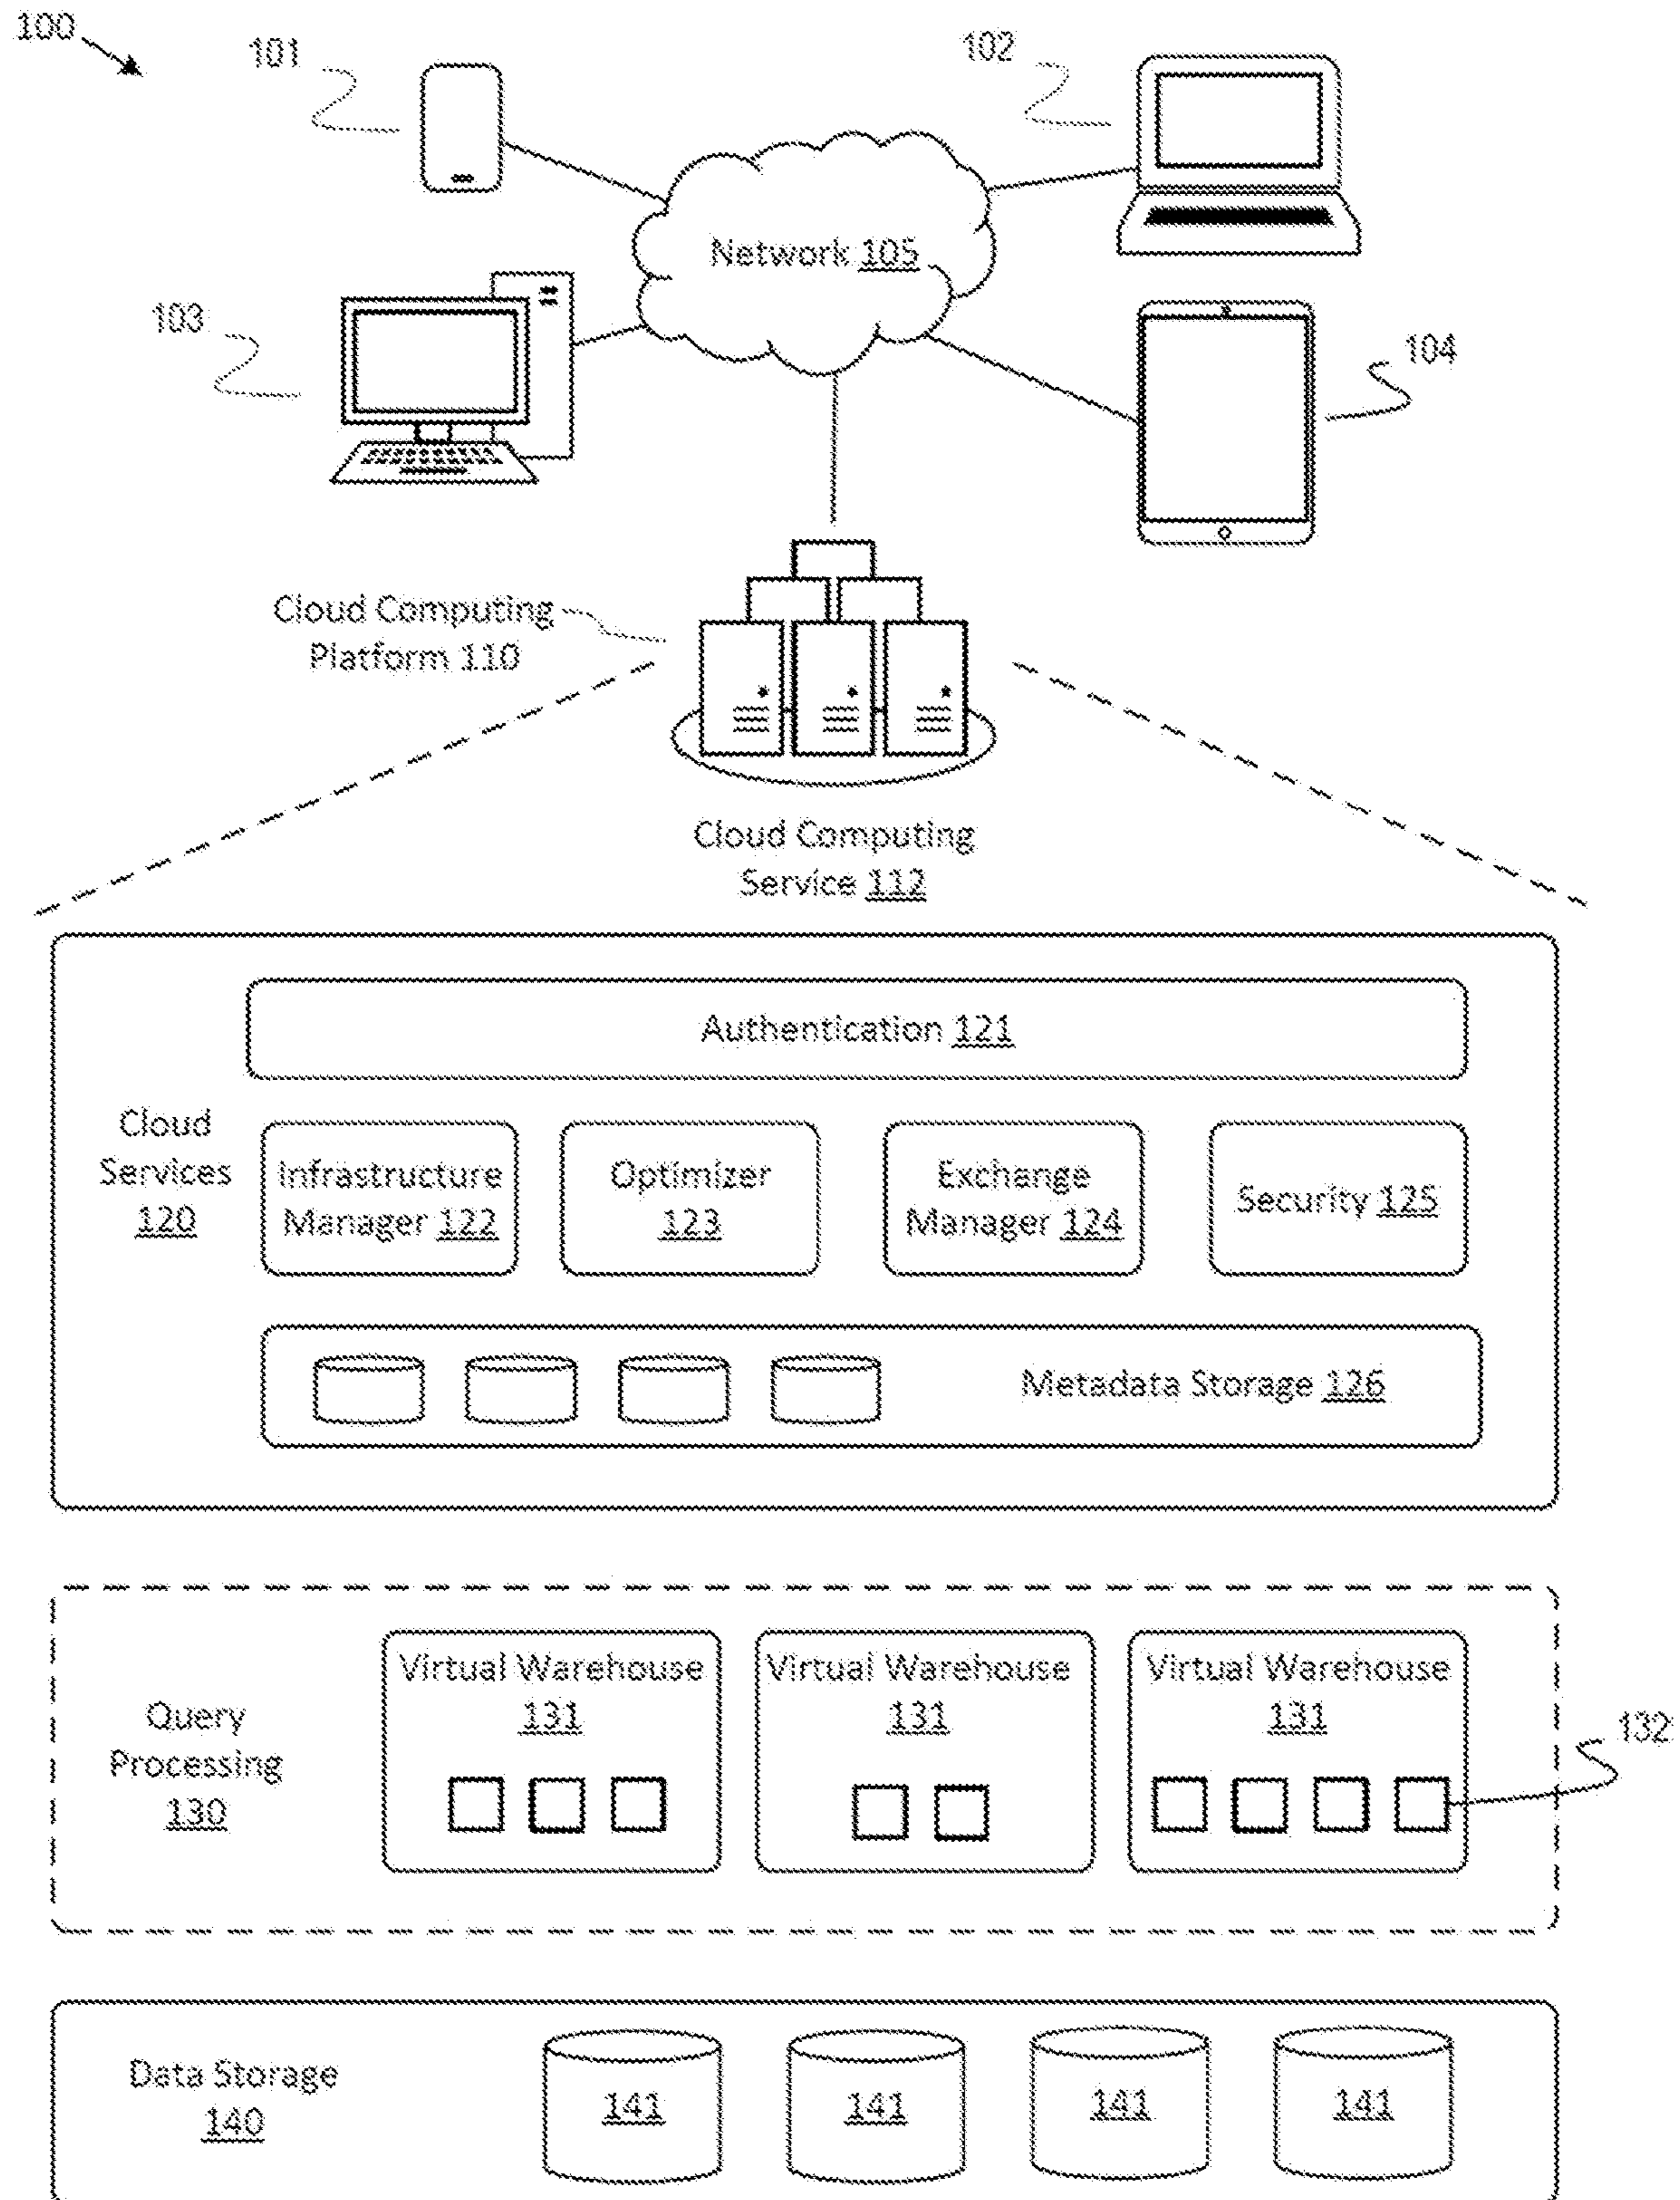 100
101
102
Network 105
103
104
Cloud Computing
Platform 110
Cloud Computing
Service 112
Authentication 121
Cloud
Services
120
Infrastructure
Manager 122
Optimizer
123
Exchange
Manager 124
Security 125
Metadata Storage 126
Query
Processing
130
Virtual Warehouse
131
Virtual Warehouse
131
Virtual Warehouse
131
132
Data Storage
140
141
141
141
141